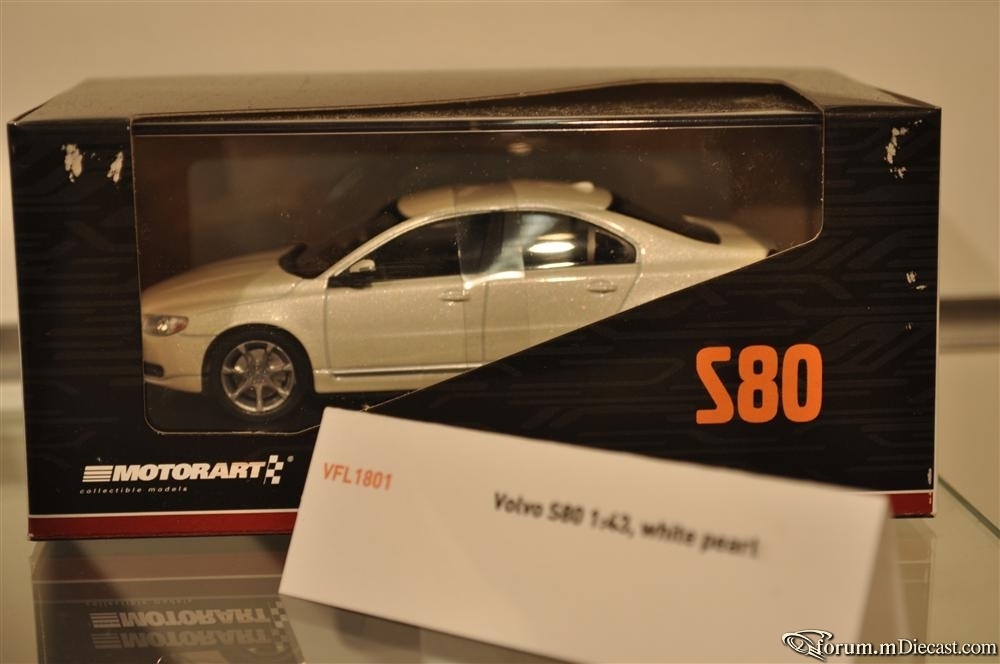 S80
MOTORART®
collectible models
VFL1801
Volvo S80 1:43, white pearl
MOTORART
forum.mDiecast.com